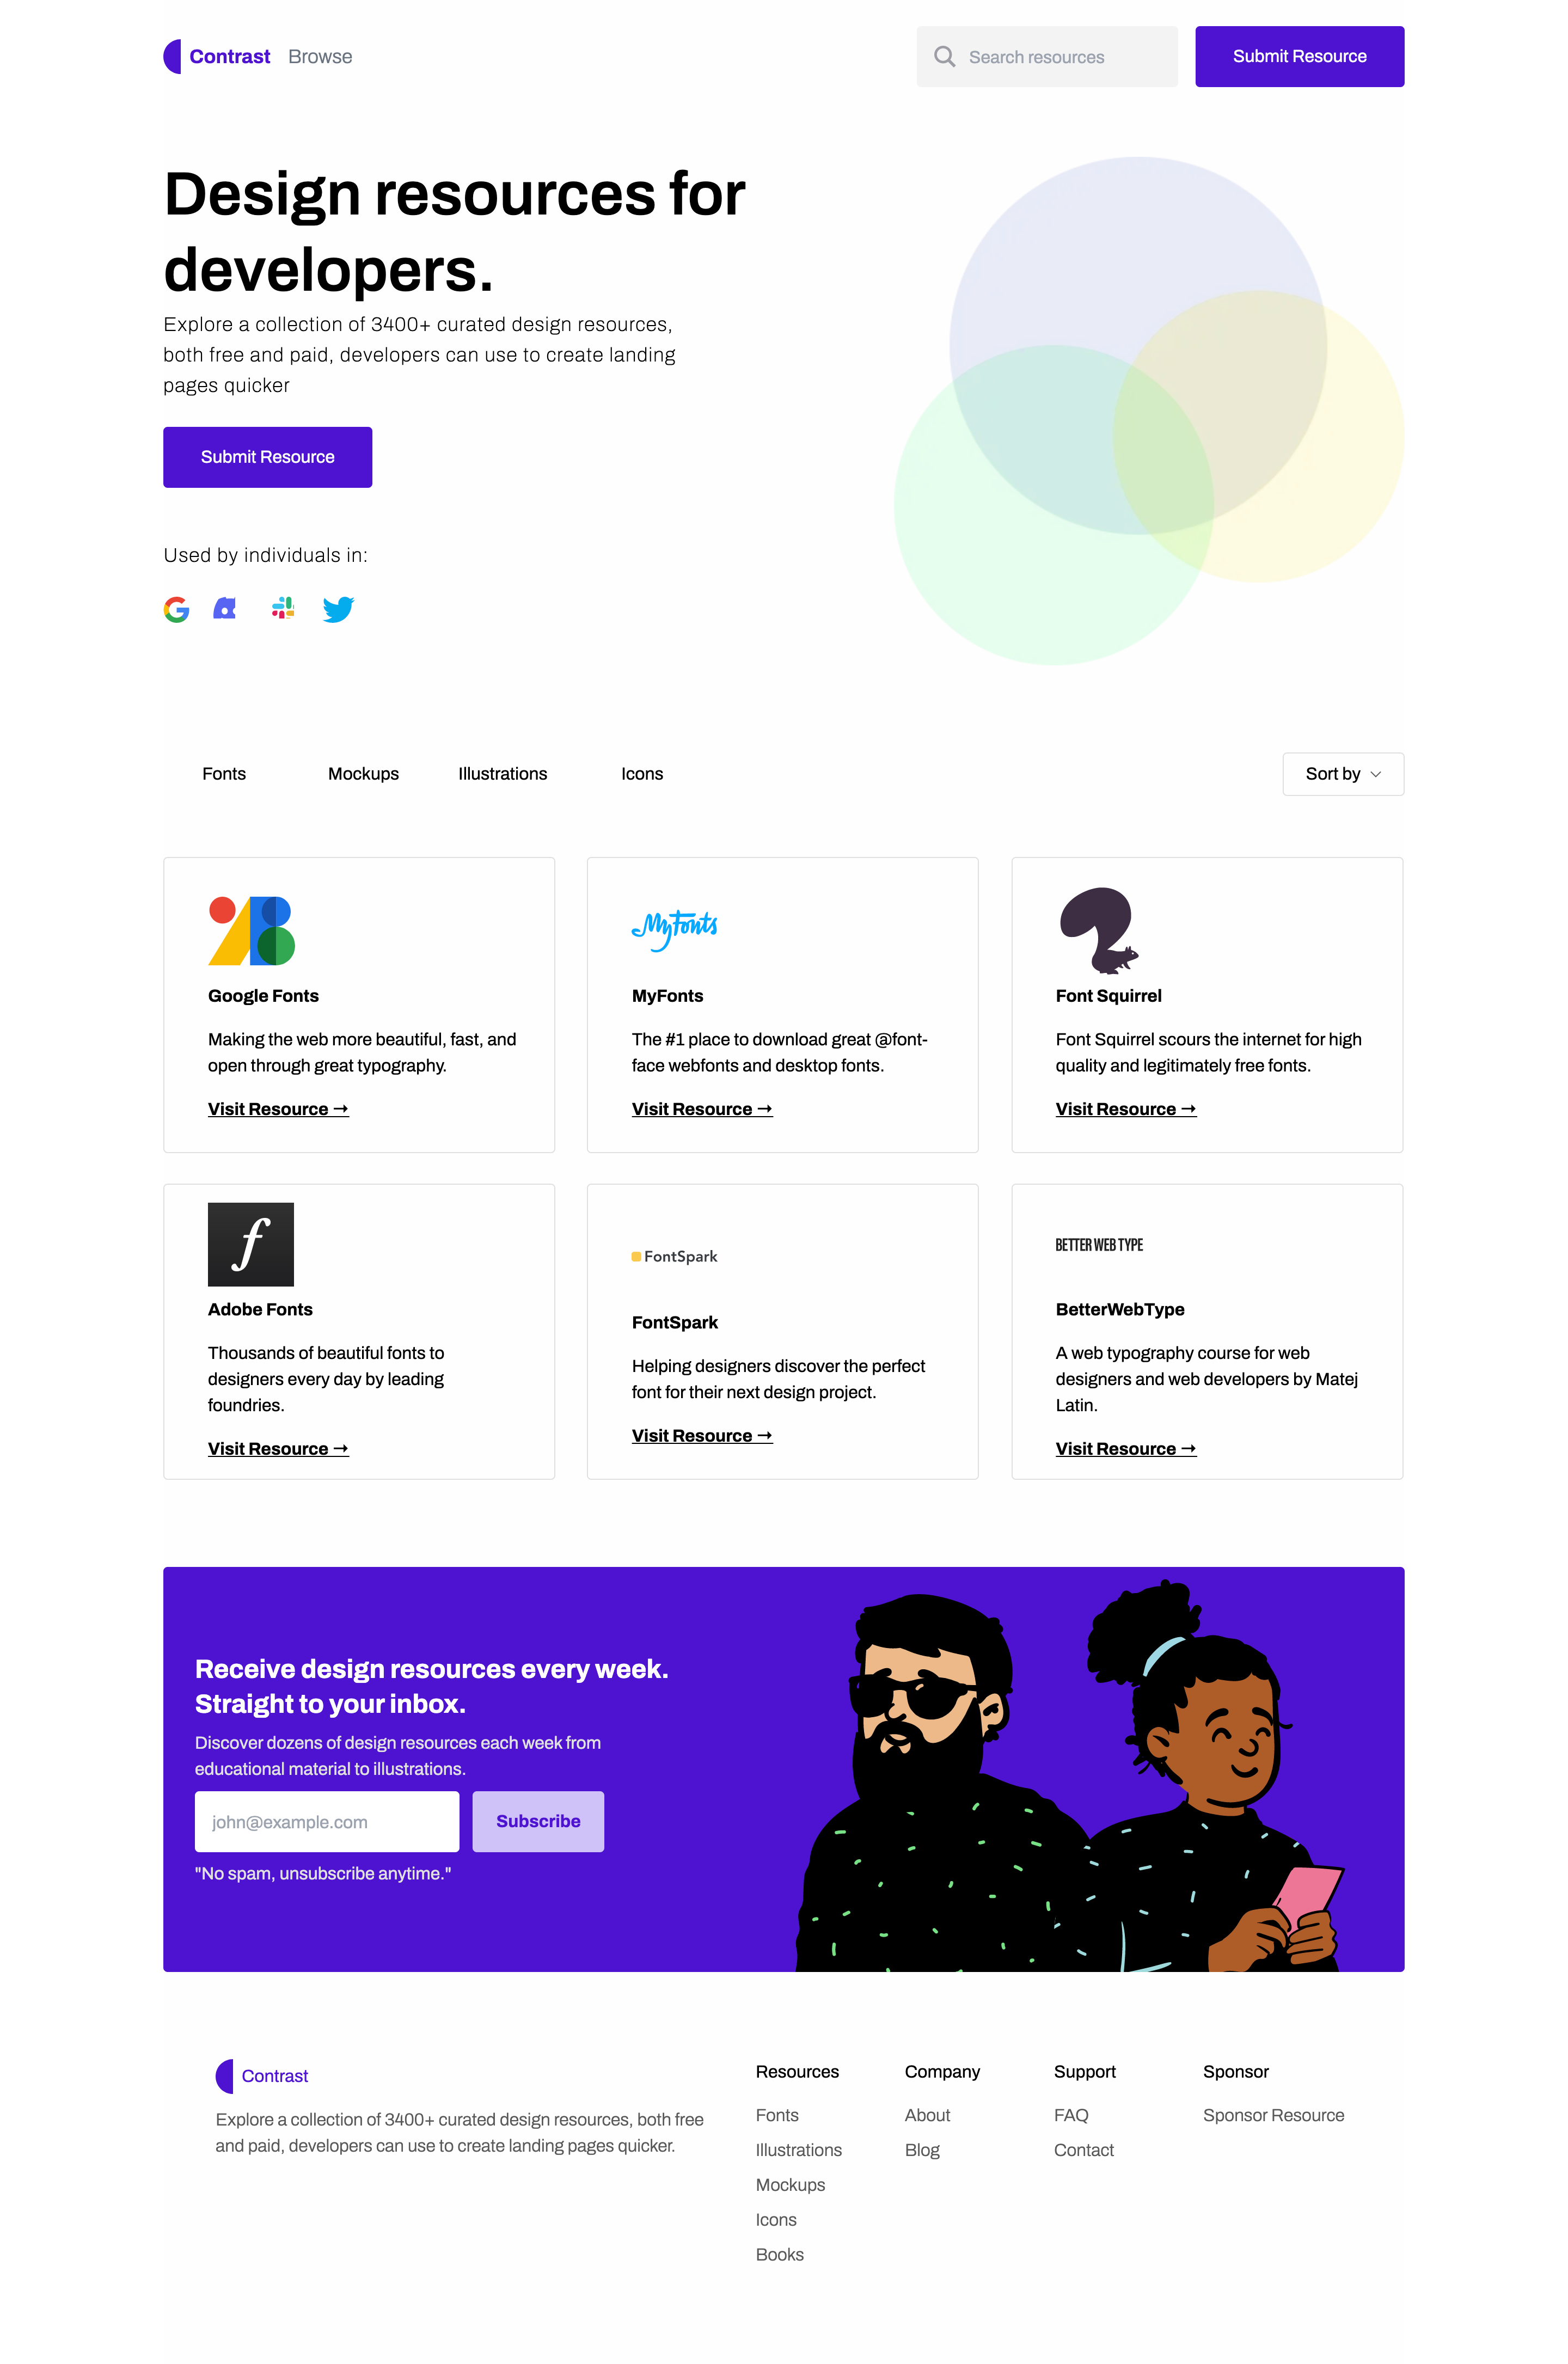 Contrast Browse
Search resources
Submit Resource
Design resources for
developers.
Explore a collection of 3400+ curated design resources,
both free and paid, developers can use to create landing
pages quicker
Submit Resource
Used by individuals in:
Fonts Mockups Illustrations Icons
Sort by
Google Fonts
Making the web more beautiful, fast, and
open through great typography.
Visit Resource →
MyFonts
MyFonts
The #1 place to download great @font-
face webfonts and desktop fonts.
Visit Resource →
Font Squirrel
Font Squirrel scours the internet for high
quality and legitimately free fonts.
Visit Resource →
f
Adobe Fonts
Thousands of beautiful fonts to
designers every day by leading
foundries.
Visit Resource →
FontSpark
FontSpark
Helping designers discover the perfect
font for their next design project.
Visit Resource →
BETTER WEB TYPE
BetterWebType
A web typography course for web
designers and web developers by Matej
Latin.
Visit Resource →
Receive design resources every week.
Straight to your inbox.
Discover dozens of design resources each week from
educational material to illustrations.
john@example.com
Subscribe
"No spam, unsubscribe anytime."
Contrast
Explore a collection of 3400+ curated design resources, both free
and paid, developers can use to create landing pages quicker.
Resources
Fonts
Illustrations
Mockups
Icons
Books
Company
About
Blog
Support
FAQ
Contact
Sponsor
Sponsor Resource